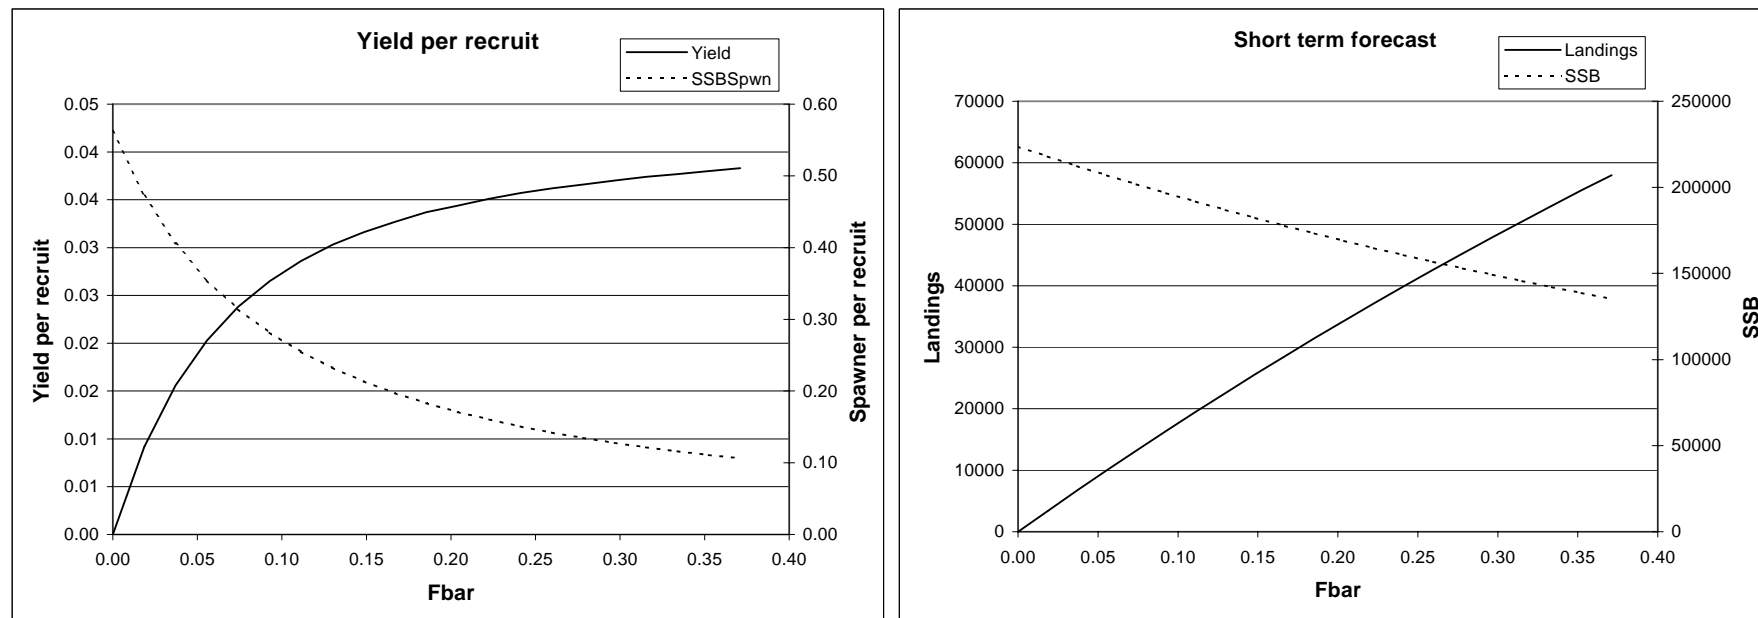 Yield per recruit
Yield
SSBSpwn
0.05
0.04
0.04
0.03
0.03
0.02
0.02
0.01
0.01
0.00
0.60
0.50
0.40
0.30
0.20
0.10
0.00
Yield per recruit
Spawner per recruit
0.00 0.05 0.10 0.15 0.20 0.25 0.30 0.35 0.40
Fbar
Short term forecast
Landings
SSB
70000
60000
50000
40000
30000
20000
10000
0
250000
200000
150000
100000
50000
0
Landings
SSB
0.00 0.05 0.10 0.15 0.20 0.25 0.30 0.35 0.40
Fbar